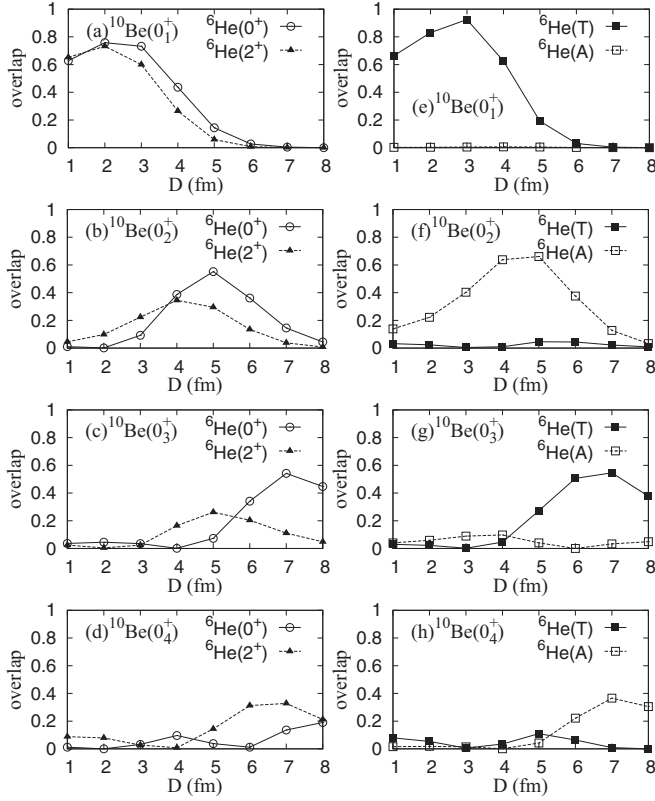 (a) ¹⁰Be(0₁⁺)
⁶He(0⁺)
⁶He(2⁺)
overlap
1
0.8
0.6
0.4
0.2
0
1 2 3 4 5 6 7 8
D (fm)
(e) ¹⁰Be(0₁⁺)
⁶He(T)
⁶He(A)
overlap
1
0.8
0.6
0.4
0.2
0
1 2 3 4 5 6 7 8
D (fm)
(b) ¹⁰Be(0₂⁺)
⁶He(0⁺)
⁶He(2⁺)
overlap
1
0.8
0.6
0.4
0.2
0
1 2 3 4 5 6 7 8
D (fm)
(f) ¹⁰Be(0₂⁺)
⁶He(T)
⁶He(A)
overlap
1
0.8
0.6
0.4
0.2
0
1 2 3 4 5 6 7 8
D (fm)
(c) ¹⁰Be(0₃⁺)
⁶He(0⁺)
⁶He(2⁺)
overlap
1
0.8
0.6
0.4
0.2
0
1 2 3 4 5 6 7 8
D (fm)
(g) ¹⁰Be(0₃⁺)
⁶He(T)
⁶He(A)
overlap
1
0.8
0.6
0.4
0.2
0
1 2 3 4 5 6 7 8
D (fm)
(d) ¹⁰Be(0₄⁺)
⁶He(0⁺)
⁶He(2⁺)
overlap
1
0.8
0.6
0.4
0.2
0
1 2 3 4 5 6 7 8
D (fm)
(h) ¹⁰Be(0₄⁺)
⁶He(T)
⁶He(A)
overlap
1
0.8
0.6
0.4
0.2
0
1 2 3 4 5 6 7 8
D (fm)